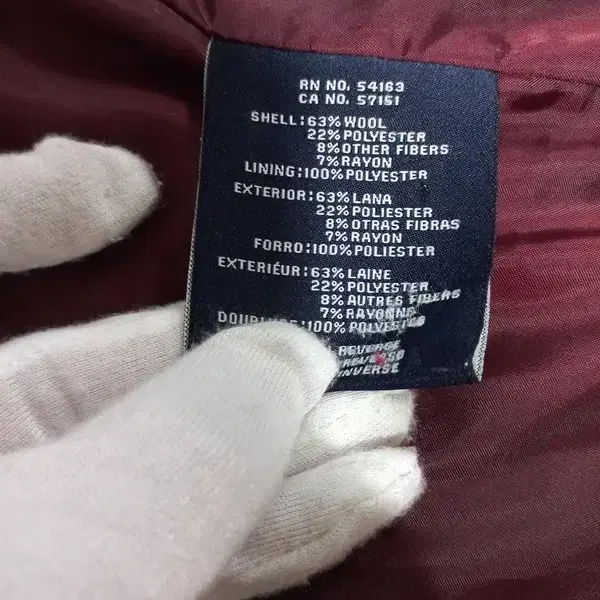 RN NO. 54163
CA NO. 57151
SHELL:63% WOOL
22% POLYESTER
8% OTHER FIBERS
7% RAYON
LINING:100% POLYESTER
EXTERIOR:63% LANA
22% POLIESTER
8% OTRAS FIBRAS
7% RAYON
FORRO:100% POLIESTER
EXTERIÉUR:63% LAINE
22% POLYESTER
8% AUTRES FIBERS
7% RAYONNE
100% POLYESTER
REVERSE
REVERSO
INVERSE